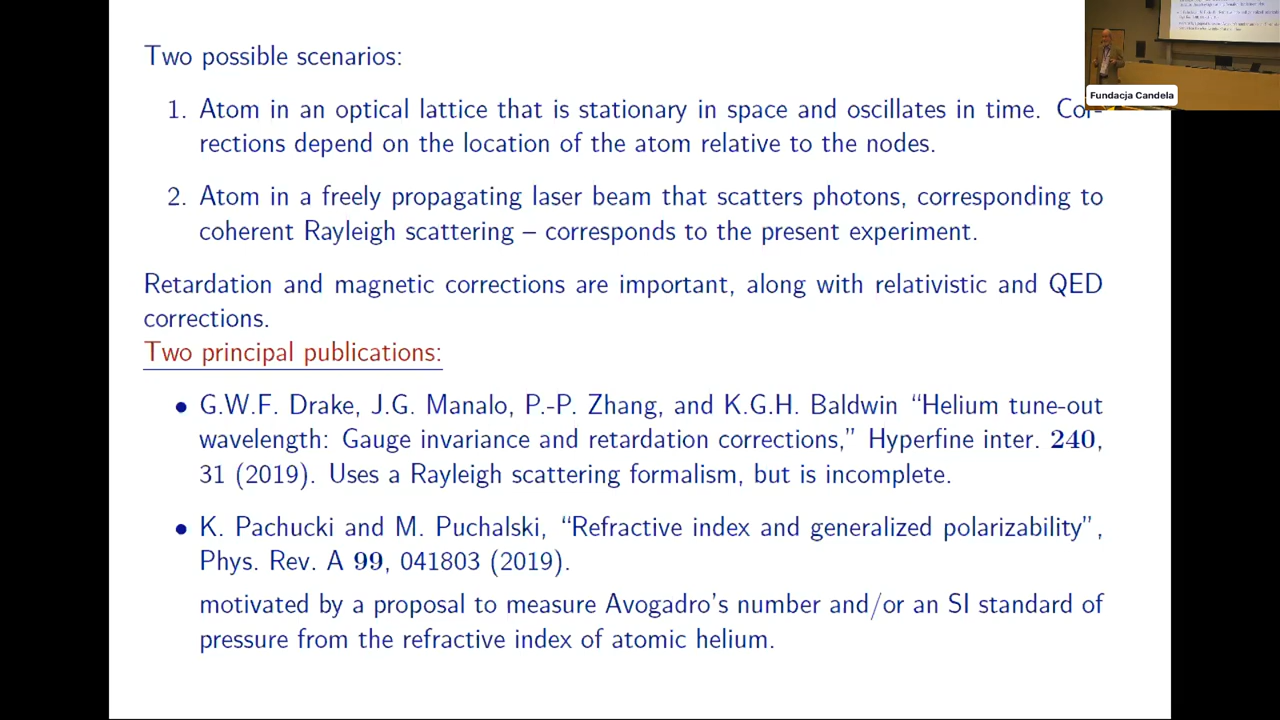 Two possible scenarios:
1. Atom in an optical lattice that is stationary in space and oscillates in time. Cor-
rections depend on the location of the atom relative to the nodes.
2. Atom in a freely propagating laser beam that scatters photons, corresponding to
coherent Rayleigh scattering – corresponds to the present experiment.
Retardation and magnetic corrections are important, along with relativistic and QED
corrections.
Two principal publications:
• G.W.F. Drake, J.G. Manalo, P.-P. Zhang, and K.G.H. Baldwin “Helium tune-out
wavelength: Gauge invariance and retardation corrections,” Hyperfine inter. 240,
31 (2019). Uses a Rayleigh scattering formalism, but is incomplete.
• K. Pachucki and M. Puchalski, “Refractive index and generalized polarizability”,
Phys. Rev. A 99, 041803 (2019).
motivated by a proposal to measure Avogadro’s number and/or an SI standard of
pressure from the refractive index of atomic helium.
Fundacja Candela